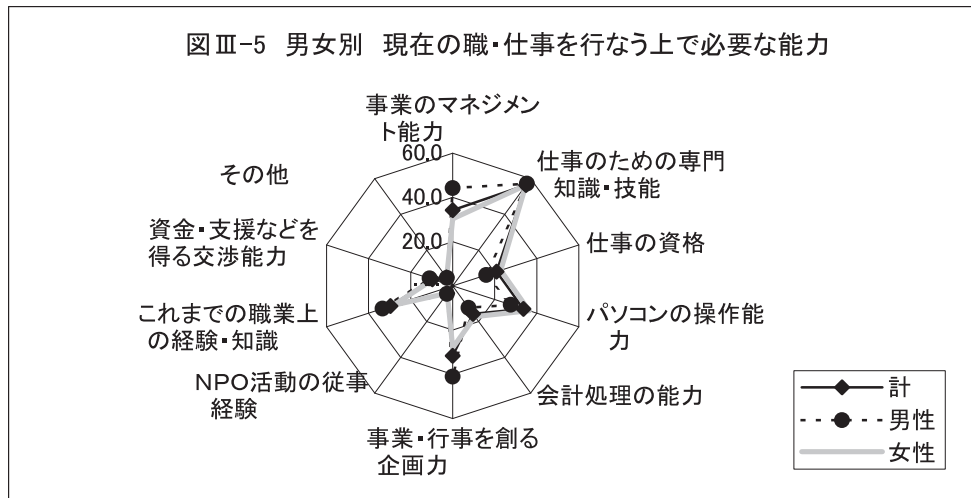 図Ⅲ-5 男女別 現在の職・仕事を行なう上で必要な能力
事業のマネジメン
ト能力
60.0
40.0
20.0
仕事のための専門
知識・技能
仕事の資格
パソコンの操作能
力
会計処理の能力
事業・行事を創る
企画力
NPO活動の従事
経験
これまでの職業上
の経験・知識
資金・支援などを
得る交渉能力
その他
計
男性
女性